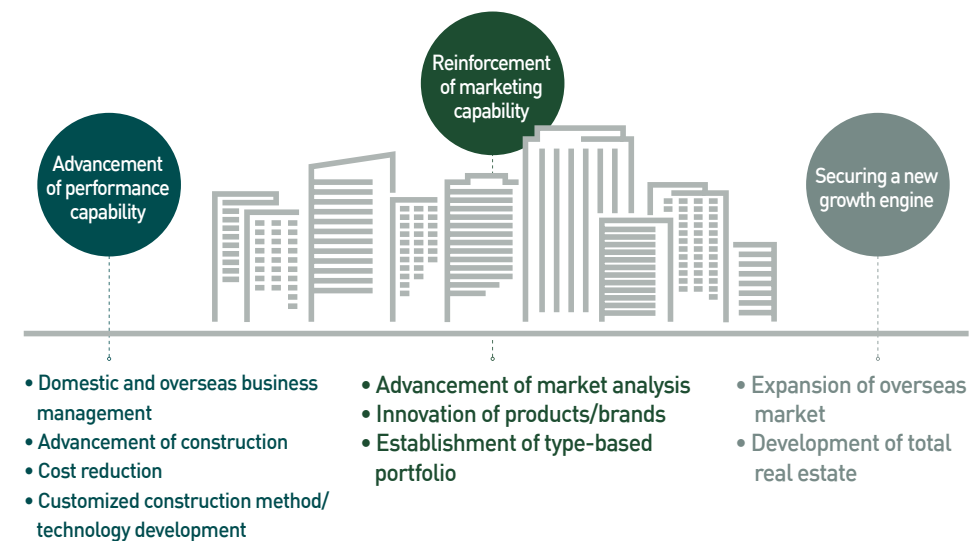 Reinforcement
of marketing
capability
Advancement
of performance
capability
Securing a new
growth engine
• Domestic and overseas business
management
• Advancement of construction
• Cost reduction
• Customized construction method/
technology development
• Advancement of market analysis
• Innovation of products/brands
• Establishment of type-based
portfolio
• Expansion of overseas
market
• Development of total
real estate